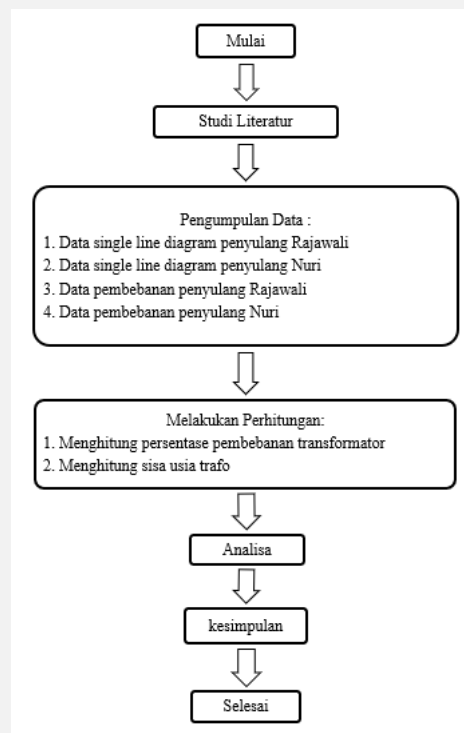 Mulai
Studi Literatur
Pengumpulan Data :
1. Data single line diagram penyulang Rajawali
2. Data single line diagram penyulang Nuri
3. Data pembebanan penyulang Rajawali
4. Data pembebanan penyulang Nuri
Melakukan Perhitungan:
1. Menghitung persentase pembebanan transformator
2. Menghitung sisa usia trafo
Analisa
kesimpulan
Selesai